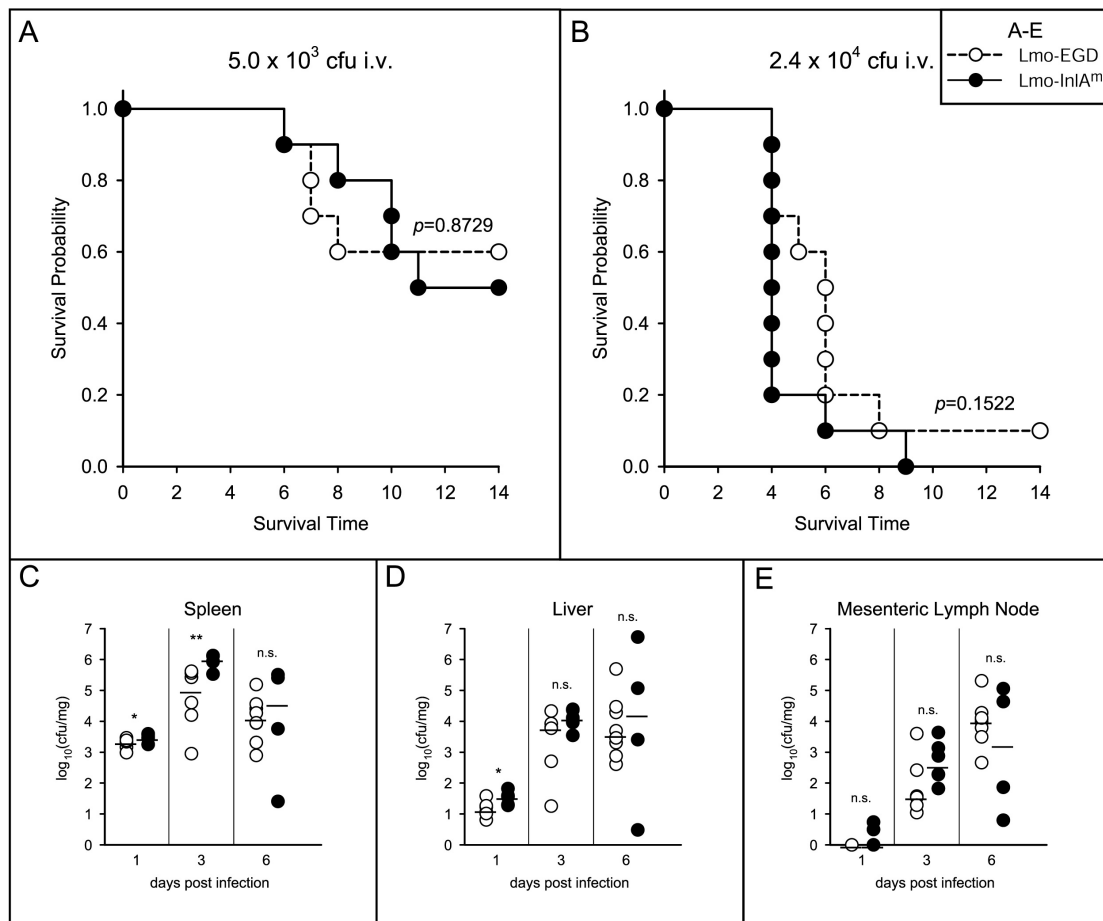 A
5.0 x 10³ cfu i.v.
Survival Probability
1.0
0.8
0.6
0.4
0.2
0.0
p=0.8729
0 2 4 6 8 10 12 14
Survival Time
B
2.4 x 10⁴ cfu i.v.
A-E
Lmo-EGD
Lmo-InlAᵐ
Survival Probability
1.0
0.8
0.6
0.4
0.2
0.0
p=0.1522
0 2 4 6 8 10 12 14
Survival Time
C
Spleen
log₁₀(cfu/mg)
7
6
5
4
3
2
1
0
* ** n.s.
1 3 6
days post infection
D
Liver
log₁₀(cfu/mg)
7
6
5
4
3
2
1
0
* n.s. n.s.
1 3 6
days post infection
E
Mesenteric Lymph Node
log₁₀(cfu/mg)
7
6
5
4
3
2
1
0
n.s. n.s. n.s.
1 3 6
days post infection